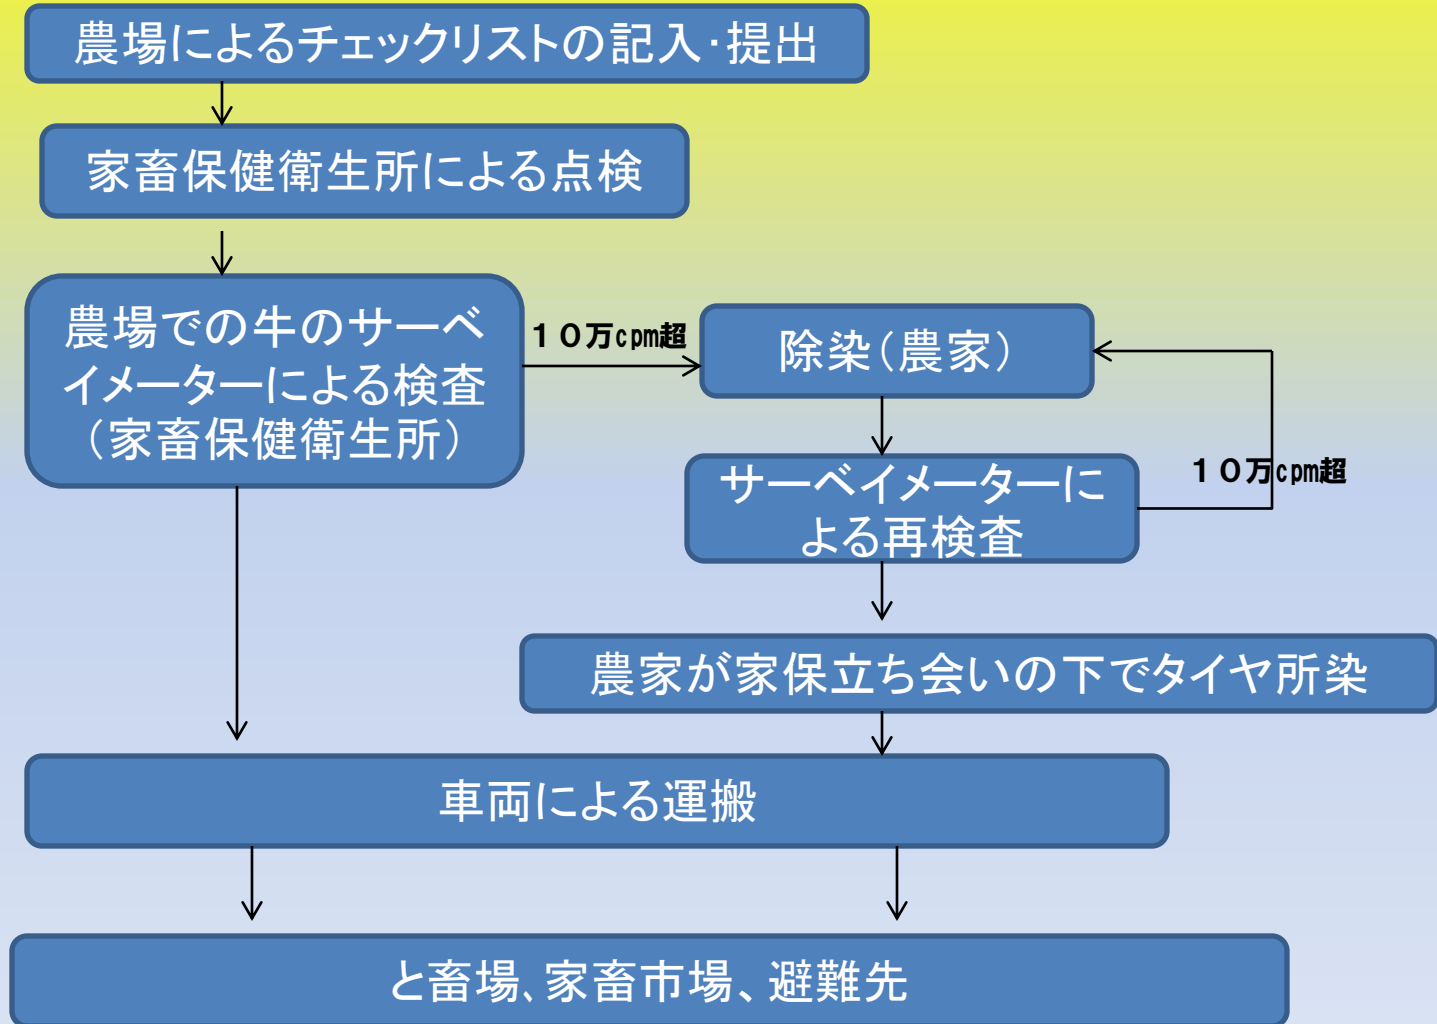 農場によるチェックリストの記入･提出
家畜保健衛生所による点検
農場での牛のサーベ
イメーターによる検査
（家畜保健衛生所）
１０万cpm超
除染（農家）
サーベイメーターに
よる再検査
１０万cpm超
農家が家保立ち会いの下でタイヤ所染
車両による運搬
と畜場、家畜市場、避難先